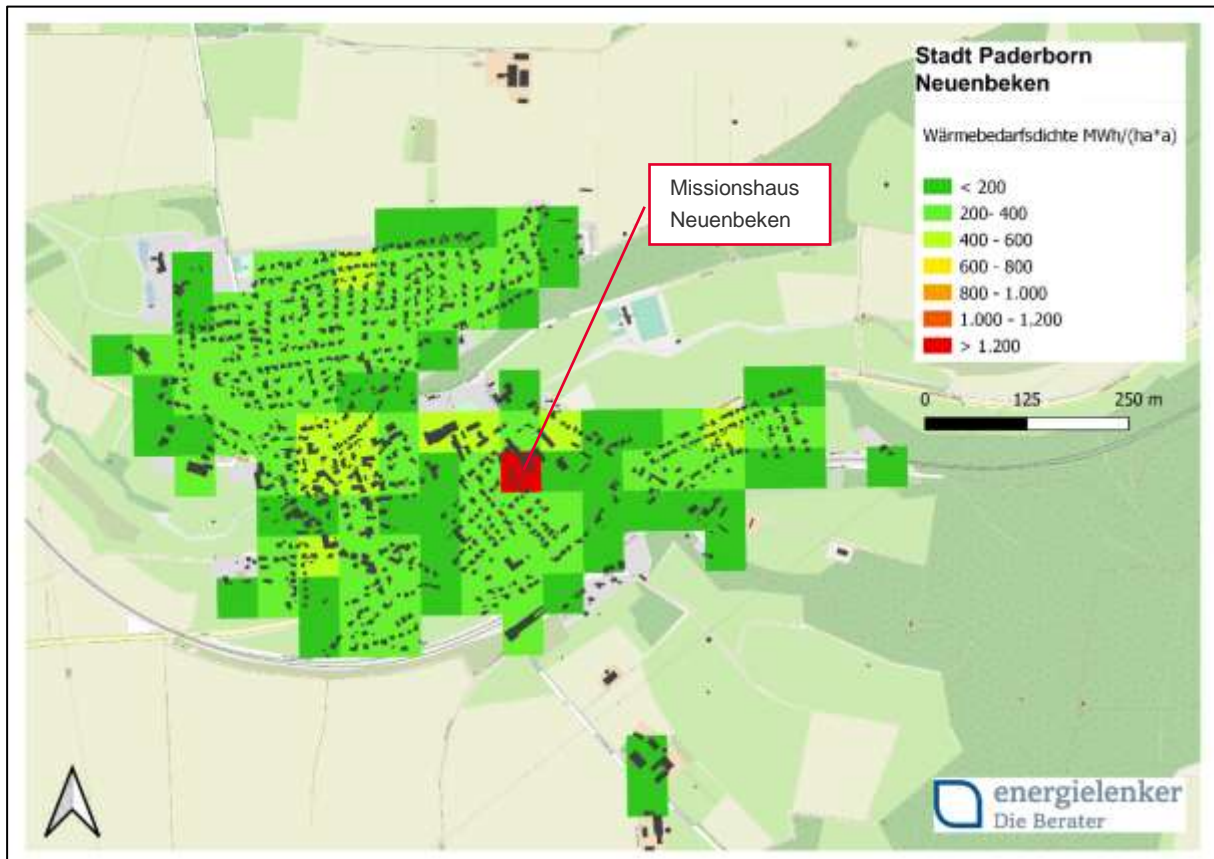 Stadt Paderborn
Neuenbeken
Wärmebedarfsdichte MWh/(ha*a)
< 200
200- 400
400 - 600
600 - 800
800 - 1.000
1.000 - 1.200
> 1.200
0 125 250 m
Missionshaus
Neuenbeken
energielenker
Die Berater